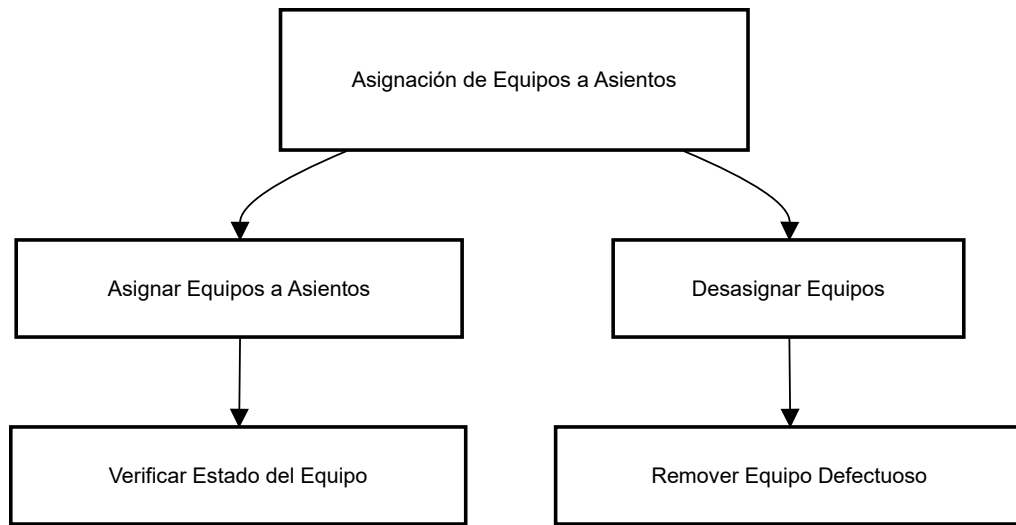 Asignación de Equipos a Asientos
Asignar Equipos a Asientos
Desasignar Equipos
Verificar Estado del Equipo
Remover Equipo Defectuoso